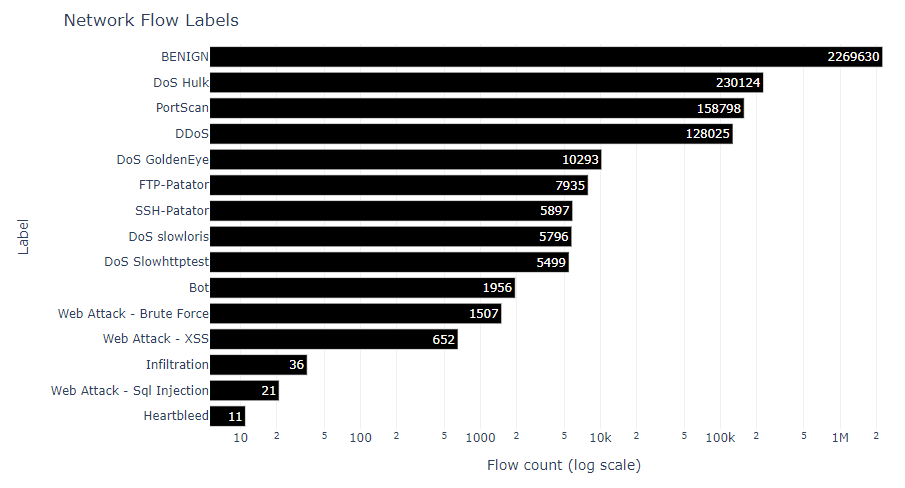 Network Flow Labels
BENIGN 2269630
DoS Hulk 230124
PortScan 158798
DDoS 128025
DoS GoldenEye 10293
FTP-Patator 7935
SSH-Patator 5897
DoS slowloris 5796
DoS Slowhttptest 5499
Bot 1956
Web Attack - Brute Force 1507
Web Attack - XSS 652
Infiltration 36
Web Attack - Sql Injection 21
Heartbleed 11
Label
10 2 5 100 2 5 1000 2 5 10k 2 5 100k 2 5 1M 2
Flow count (log scale)